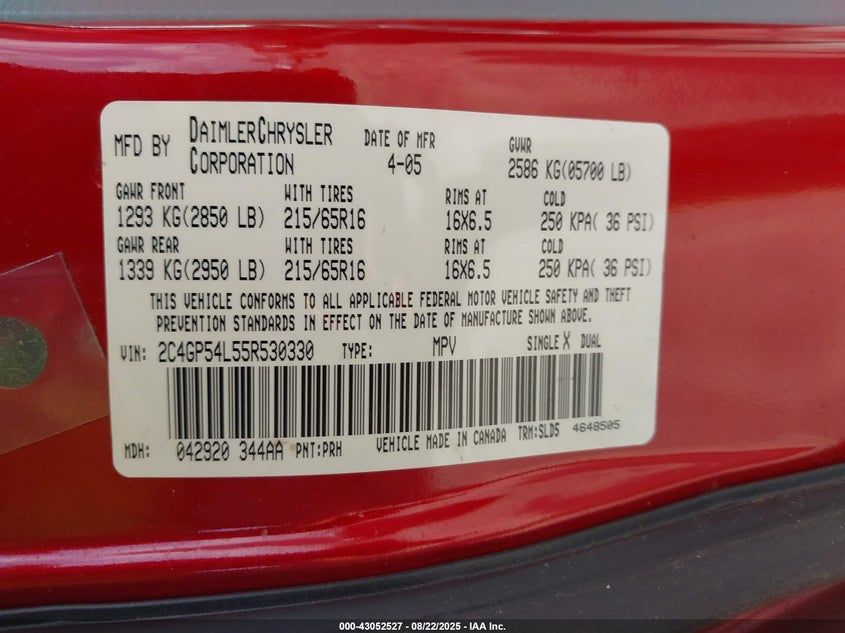 MFD BY DAIMLERCHRYSLER CORPORATION DATE OF MFR 4-05 GVWR 2586 KG(05700 LB)
GAWR FRONT WITH TIRES RIMS AT COLD
1293 KG(2850 LB) 215/65R16 16X6.5 250 KPA( 36 PSI)
GAWR REAR WITH TIRES RIMS AT COLD
1339 KG(2950 LB) 215/65R16 16X6.5 250 KPA( 36 PSI)
THIS VEHICLE CONFORMS TO ALL APPLICABLE FEDERAL MOTOR VEHICLE SAFETY AND THEFT
PREVENTION STANDARDS IN EFFECT ON THE DATE OF MANUFACTURE SHOWN ABOVE.
VIN: 2C4GP54L55R530330 TYPE: MPV SINGLE X DUAL
MDH: 042920 344AA PNT:PRH VEHICLE MADE IN CANADA TRM:SLD5 4648505
000-43052527 - 08/22/2025 - IAA Inc.